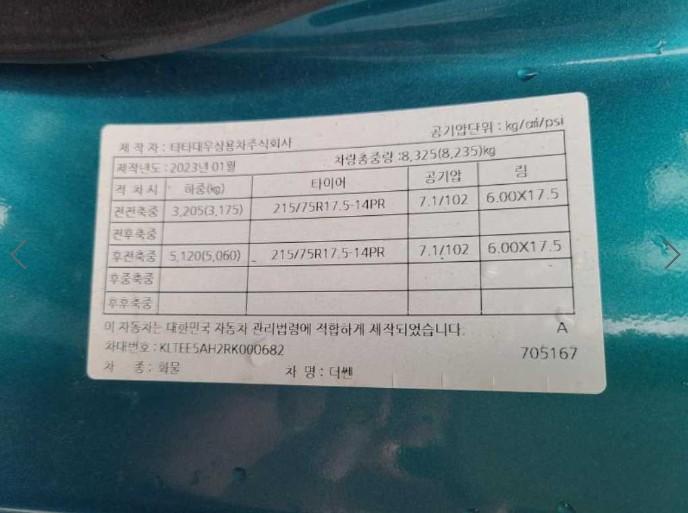 제 작 자 : 타타대우상용차주식회사 공기압단위 : kg/㎠/psi
제작년도 : 2023년 01월 차량총중량 :8,325(8,235)kg
적 차 시 하중(kg) 타이어 공기압 림
전전축중 3,205(3,175) 215/75R17.5-14PR 7.1/102 6.00X17.5
전후축중
후전축중 5,120(5,060) 215/75R17.5-14PR 7.1/102 6.00X17.5
후중축중
후후축중
이 자동차는 대한민국 자동차 관리법령에 적합하게 제작되었습니다. A
차대번호 : KLTEE5AH2RK000682 705167
차 종 : 화물 차 명 : 더쎈